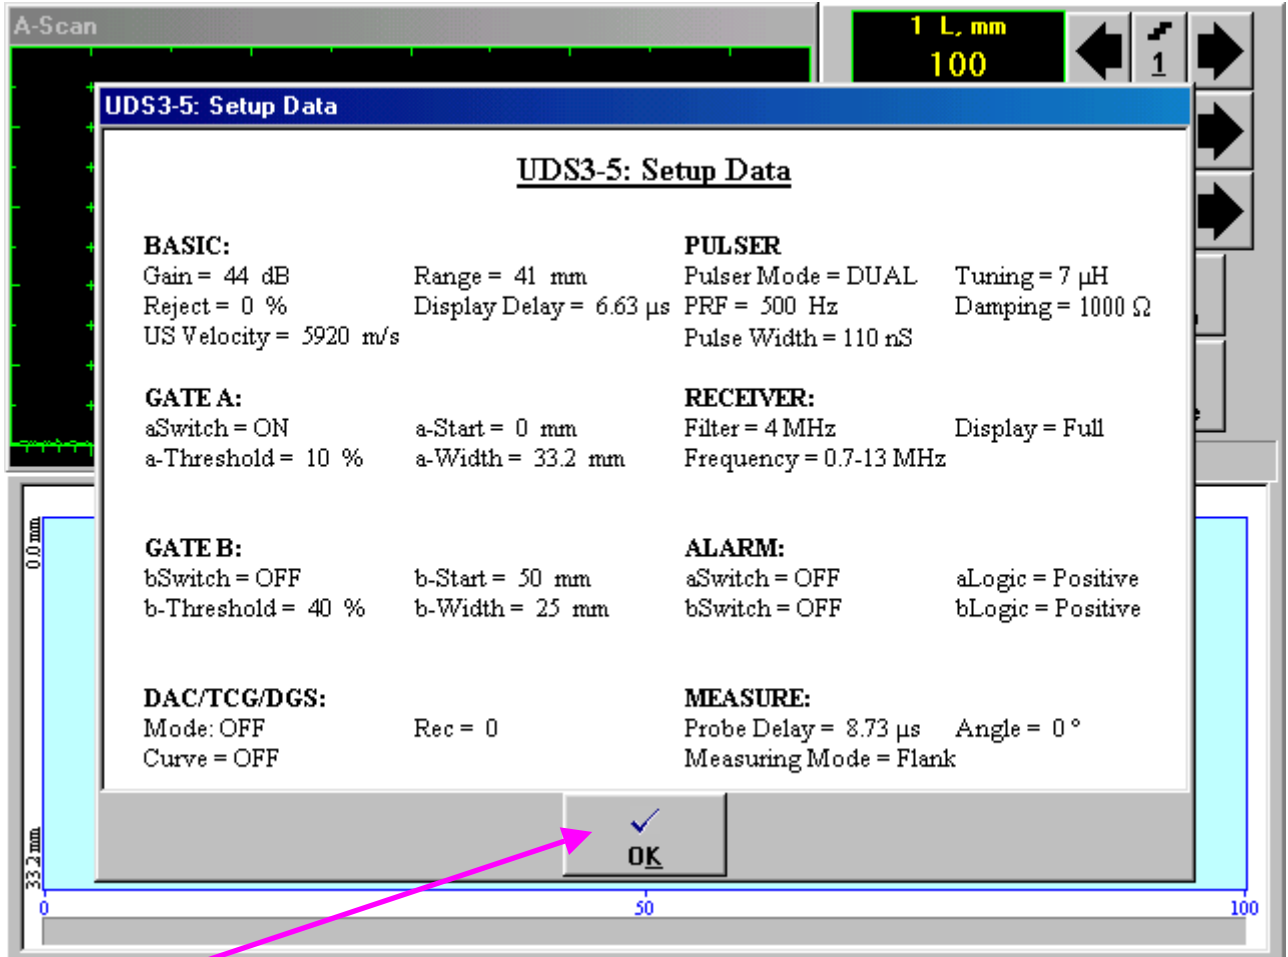 A-Scan
1 L, mm
100
1
UDS3-5: Setup Data
UDS3-5: Setup Data
BASIC:
Gain = 44 dB Range = 41 mm
Reject = 0 % Display Delay = 6.63 µs
US Velocity = 5920 m/s
PULSER
Pulser Mode = DUAL Tuning = 7 µH
PRF = 500 Hz Damping = 1000 Ω
Pulse Width = 110 nS
GATE A:
aSwitch = ON a-Start = 0 mm
a-Threshold = 10 % a-Width = 33.2 mm
RECEIVER:
Filter = 4 MHz Display = Full
Frequency = 0.7-13 MHz
GATE B:
bSwitch = OFF b-Start = 50 mm
b-Threshold = 40 % b-Width = 25 mm
ALARM:
aSwitch = OFF aLogic = Positive
bSwitch = OFF bLogic = Positive
DAC/TCG/DGS:
Mode: OFF Rec = 0
Curve = OFF
MEASURE:
Probe Delay = 8.73 µs Angle = 0 °
Measuring Mode = Flank
OK
0.0 mm
33.2 mm
0 50 100